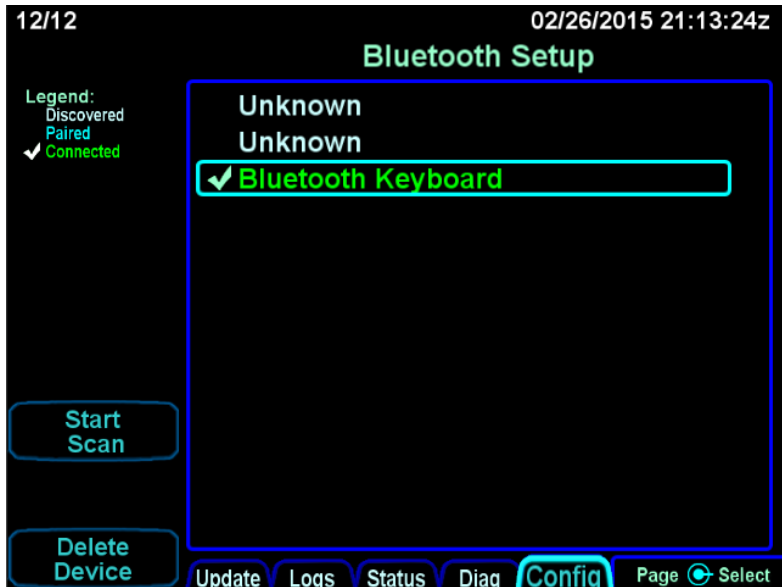 12/12 02/26/2015 21:13:24z
Bluetooth Setup
Legend:
Discovered
Paired
Connected
Unknown
Unknown
Bluetooth Keyboard
Start
Scan
Delete
Device
Update Logs Status Diag Config Page Select